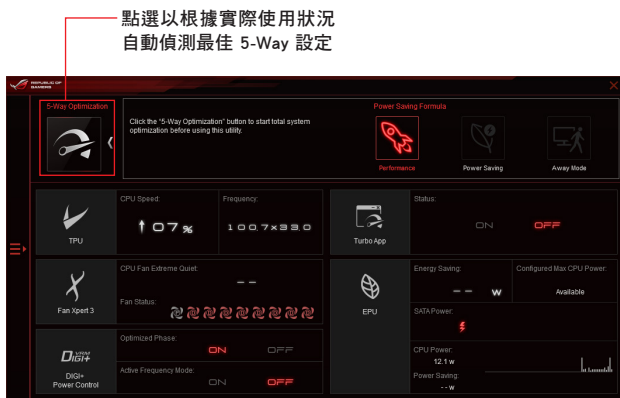 點選以根據實際使用狀況
自動偵測最佳 5-Way 設定
REPUBLIC OF
GAMERS
5-Way Optimization
Click the "5-Way Optimization" button to start total system
optimization before using this utility.
Power Saving Formula
Performance
Power Saving
Away Mode
TPU
CPU Speed:
07%
Frequency:
100.7x33.0
Turbo App
Status:
ON OFF
Fan Xpert 3
CPU Fan Extreme Quiet:
--
Fan Status:
EPU
Energy Saving:
-- W
Configured Max CPU Power:
Available
SATA Power:
CPU Power:
12.1 w
Power Saving:
-- w
DIGI+ VRM
DIGI+
Power Control
Optimized Phase:
ON OFF
Active Frequency Mode:
ON OFF